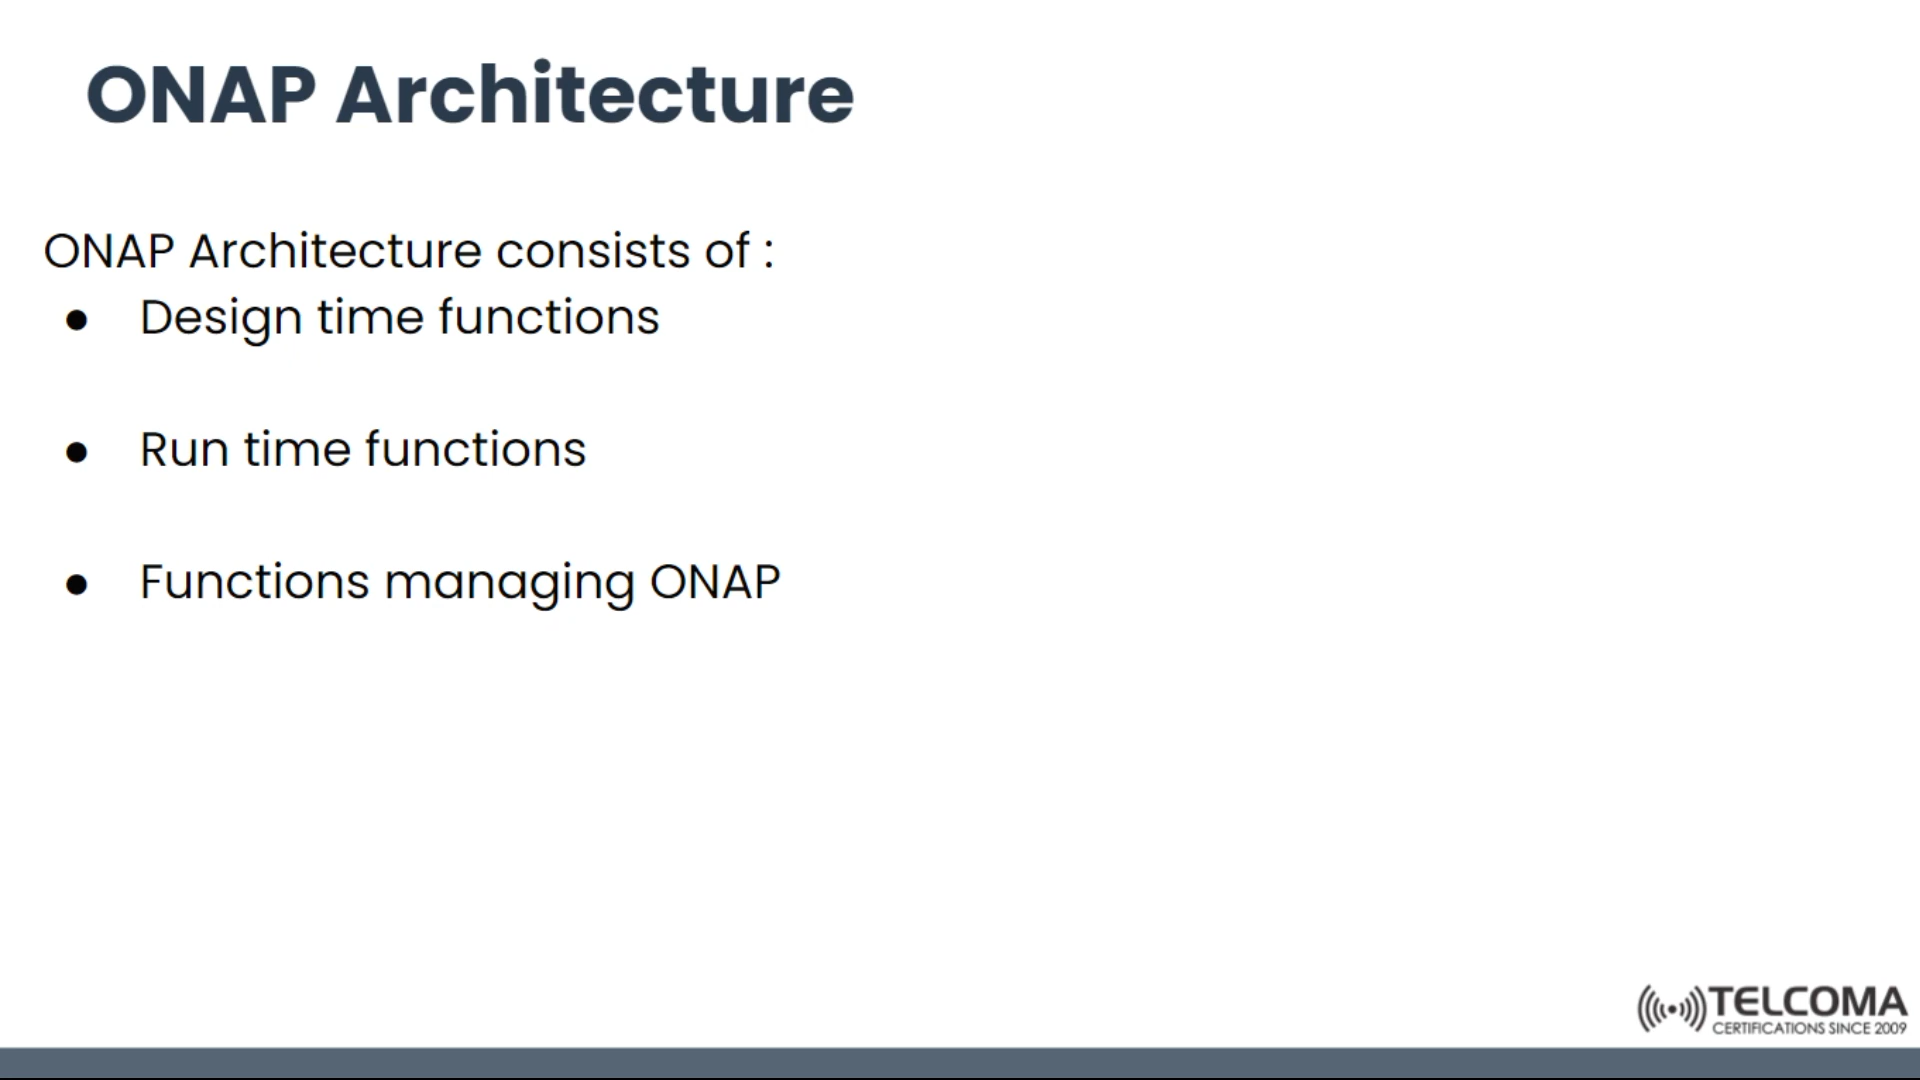 ONAP Architecture
ONAP Architecture consists of :
● Design time functions
● Run time functions
● Functions managing ONAP
TELCOMA
CERTIFICATIONS SINCE 2009